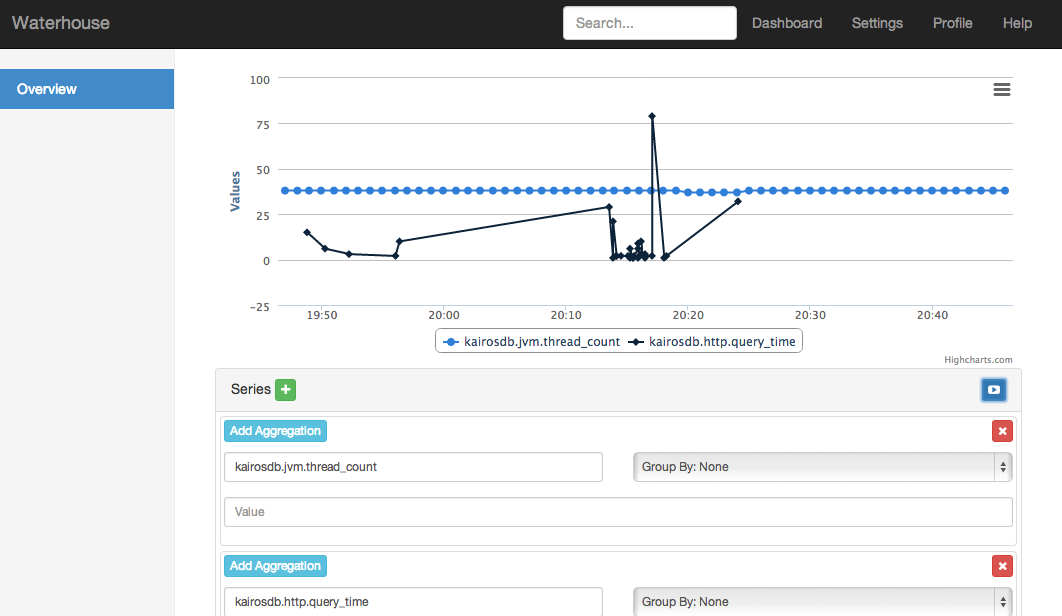 Waterhouse
Search...
Dashboard
Settings
Profile
Help
Overview
100
75
50
25
0
−25
Values
19:50
20:00
20:10
20:20
20:30
20:40
kairosdb.jvm.thread_count
kairosdb.http.query_time
Highcharts.com
Series
Add Aggregation
kairosdb.jvm.thread_count
Group By: None
Value
Add Aggregation
kairosdb.http.query_time
Group By: None